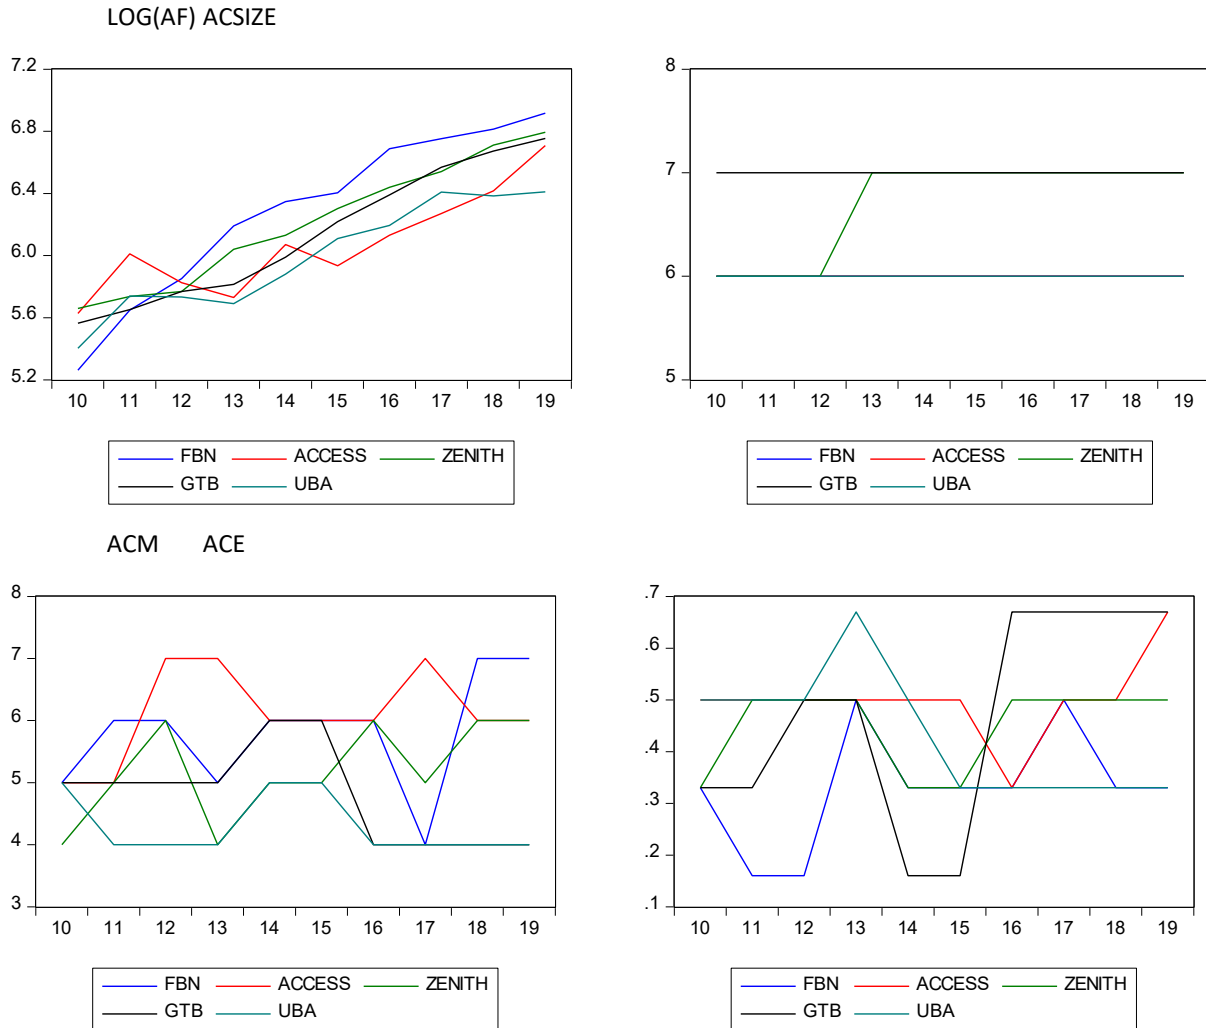 LOG(AF) ACSIZE
7.2
6.8
6.4
6.0
5.6
5.2
10 11 12 13 14 15 16 17 18 19
FBN ACCESS ZENITH
GTB UBA
8
7
6
5
10 11 12 13 14 15 16 17 18 19
FBN ACCESS ZENITH
GTB UBA
ACM ACE
8
7
6
5
4
3
10 11 12 13 14 15 16 17 18 19
FBN ACCESS ZENITH
GTB UBA
.7
.6
.5
.4
.3
.2
.1
10 11 12 13 14 15 16 17 18 19
FBN ACCESS ZENITH
GTB UBA